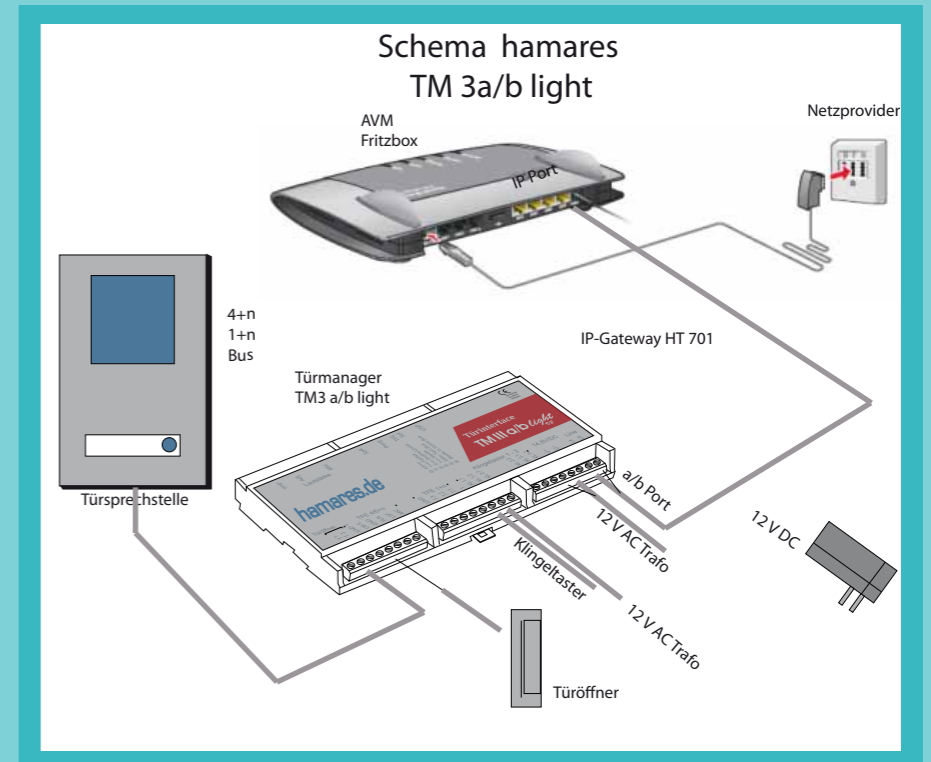 Schema hamares
TM 3a/b light
Netzprovider
AVM
Fritzbox
IP Port
4+n
1+n
Bus
IP-Gateway HT 701
Türmanager
TM3 a/b light
Türinterface
TM III a/b light
hamares.de
Türsprechstelle
a/b Port
12 V AC Trafo
12 V DC
Klingeltaster
12 V AC Trafo
Türöffner